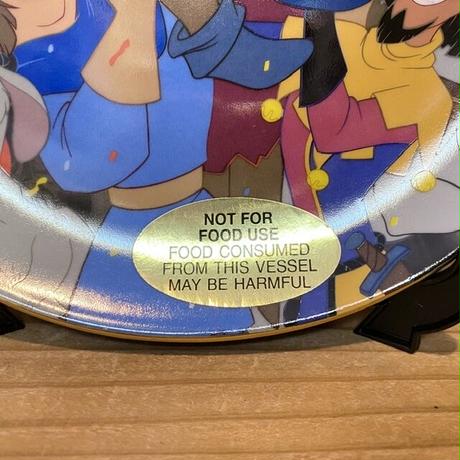 NOT FOR
FOOD USE
FOOD CONSUMED
FROM THIS VESSEL
MAY BE HARMFUL